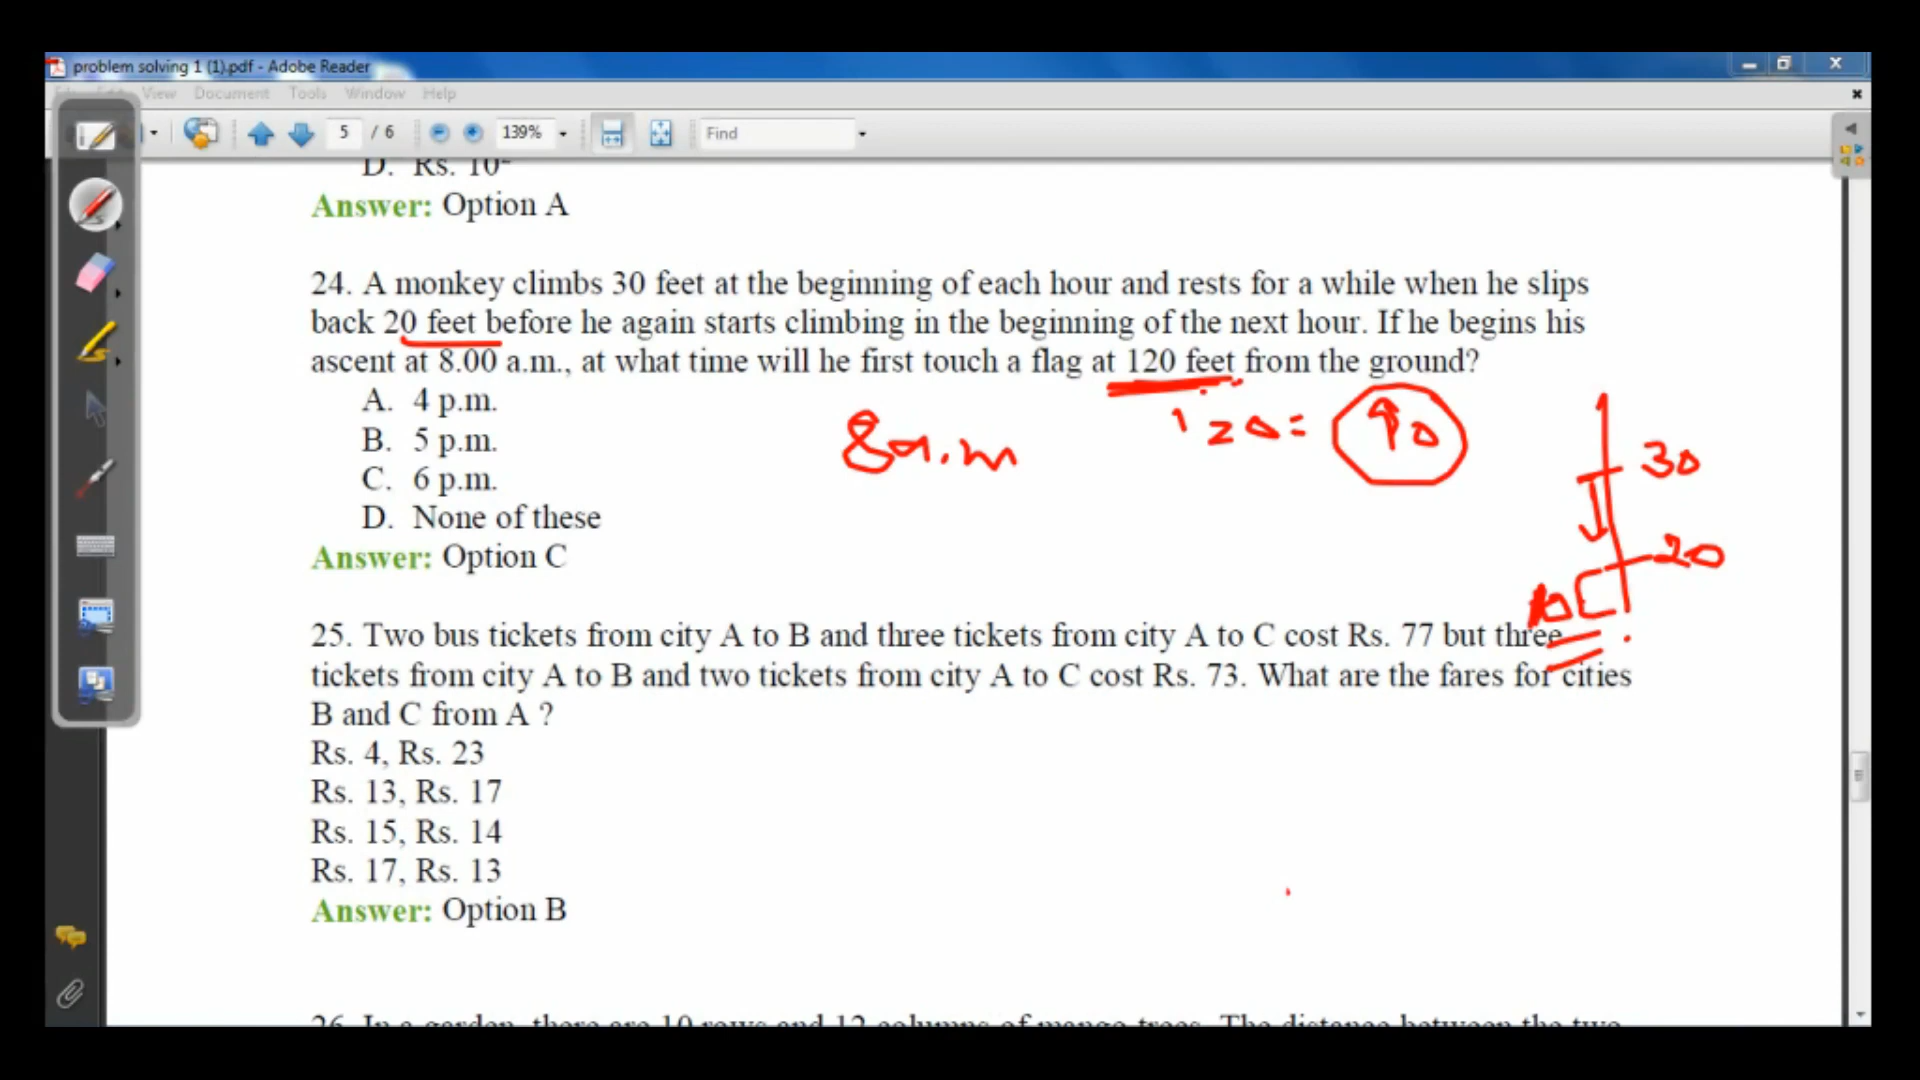 problem solving 1 (1).pdf - Adobe Reader
View Document Tools Window Help
5 / 6 139% Find
D. Rs. 10
Answer: Option A
24. A monkey climbs 30 feet at the beginning of each hour and rests for a while when he slips
back 20 feet before he again starts climbing in the beginning of the next hour. If he begins his
ascent at 8.00 a.m., at what time will he first touch a flag at 120 feet from the ground?
A. 4 p.m.
B. 5 p.m.
C. 6 p.m.
D. None of these
Answer: Option C
8a.m
120=
30
20
10
25. Two bus tickets from city A to B and three tickets from city A to C cost Rs. 77 but three
tickets from city A to B and two tickets from city A to C cost Rs. 73. What are the fares for cities
B and C from A ?
Rs. 4, Rs. 23
Rs. 13, Rs. 17
Rs. 15, Rs. 14
Rs. 17, Rs. 13
Answer: Option B
26. In a garden, there are 10 rows and 12 columns of mango trees. The distance between the two